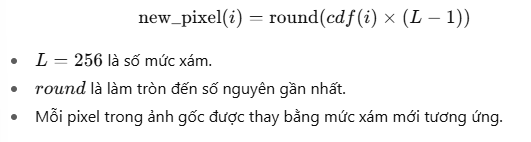 new_pixel(i) = round(cdf(i) × (L − 1))
• L = 256 là số mức xám.
• round là làm tròn đến số nguyên gần nhất.
• Mỗi pixel trong ảnh gốc được thay bằng mức xám mới tương ứng.